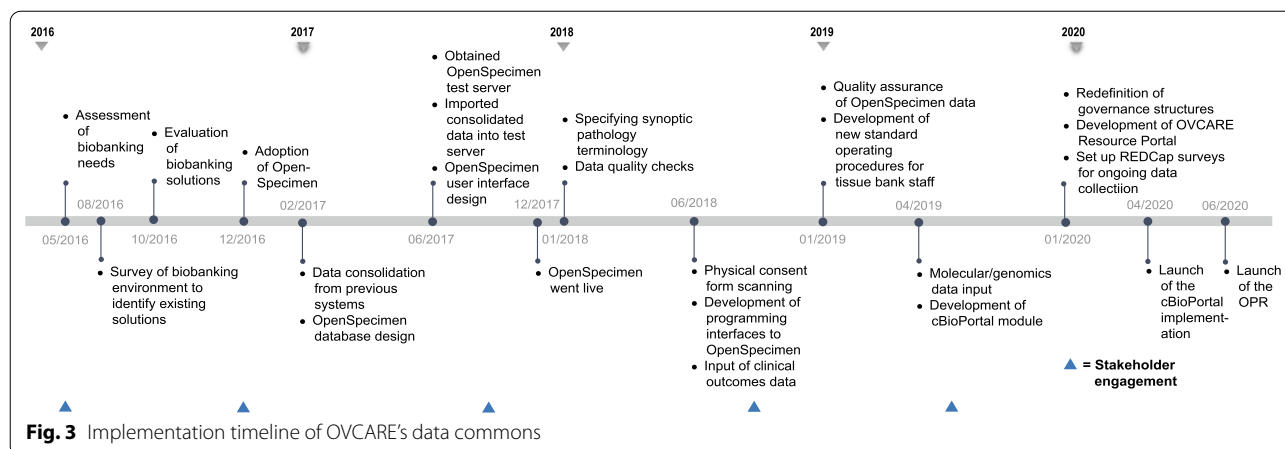 2016
2017
2018
2019
2020
• Assessment
of
biobanking
needs
• Evaluation
of
biobanking
solutions
• Adoption
of Open-
Specimen
• Obtained
OpenSpecimen
test server
• Imported
consolidated
data into test
server
• OpenSpecimen
user interface
design
• Specifying synoptic
pathology
terminology
• Data quality checks
• Quality assurance
of OpenSpecimen data
• Development of
new standard
operating
procedures for
tissue bank staff
• Redefinition of
governance structures
• Development of OVCARE
Resource Portal
• Set up REDCap surveys
for ongoing data
collectiion
08/2016
02/2017
12/2017
06/2018
04/2019
04/2020
06/2020
05/2016
10/2016
12/2016
06/2017
01/2018
01/2019
01/2020
• Survey of biobanking
environment to
identify existing
solutions
• Data consolidation
from previous
systems
• OpenSpecimen
database design
• OpenSpecimen
went live
• Physical consent
form scanning
• Development of
programming
interfaces to
OpenSpecimen
• Input of clinical
outcomes data
• Molecular/genomics
data input
• Development of
cBioPortal module
• Launch
of the
cBioPortal
implement-
ation
• Launch
of the
OPR
= Stakeholder
engagement
Fig. 3 Implementation timeline of OVCARE's data commons